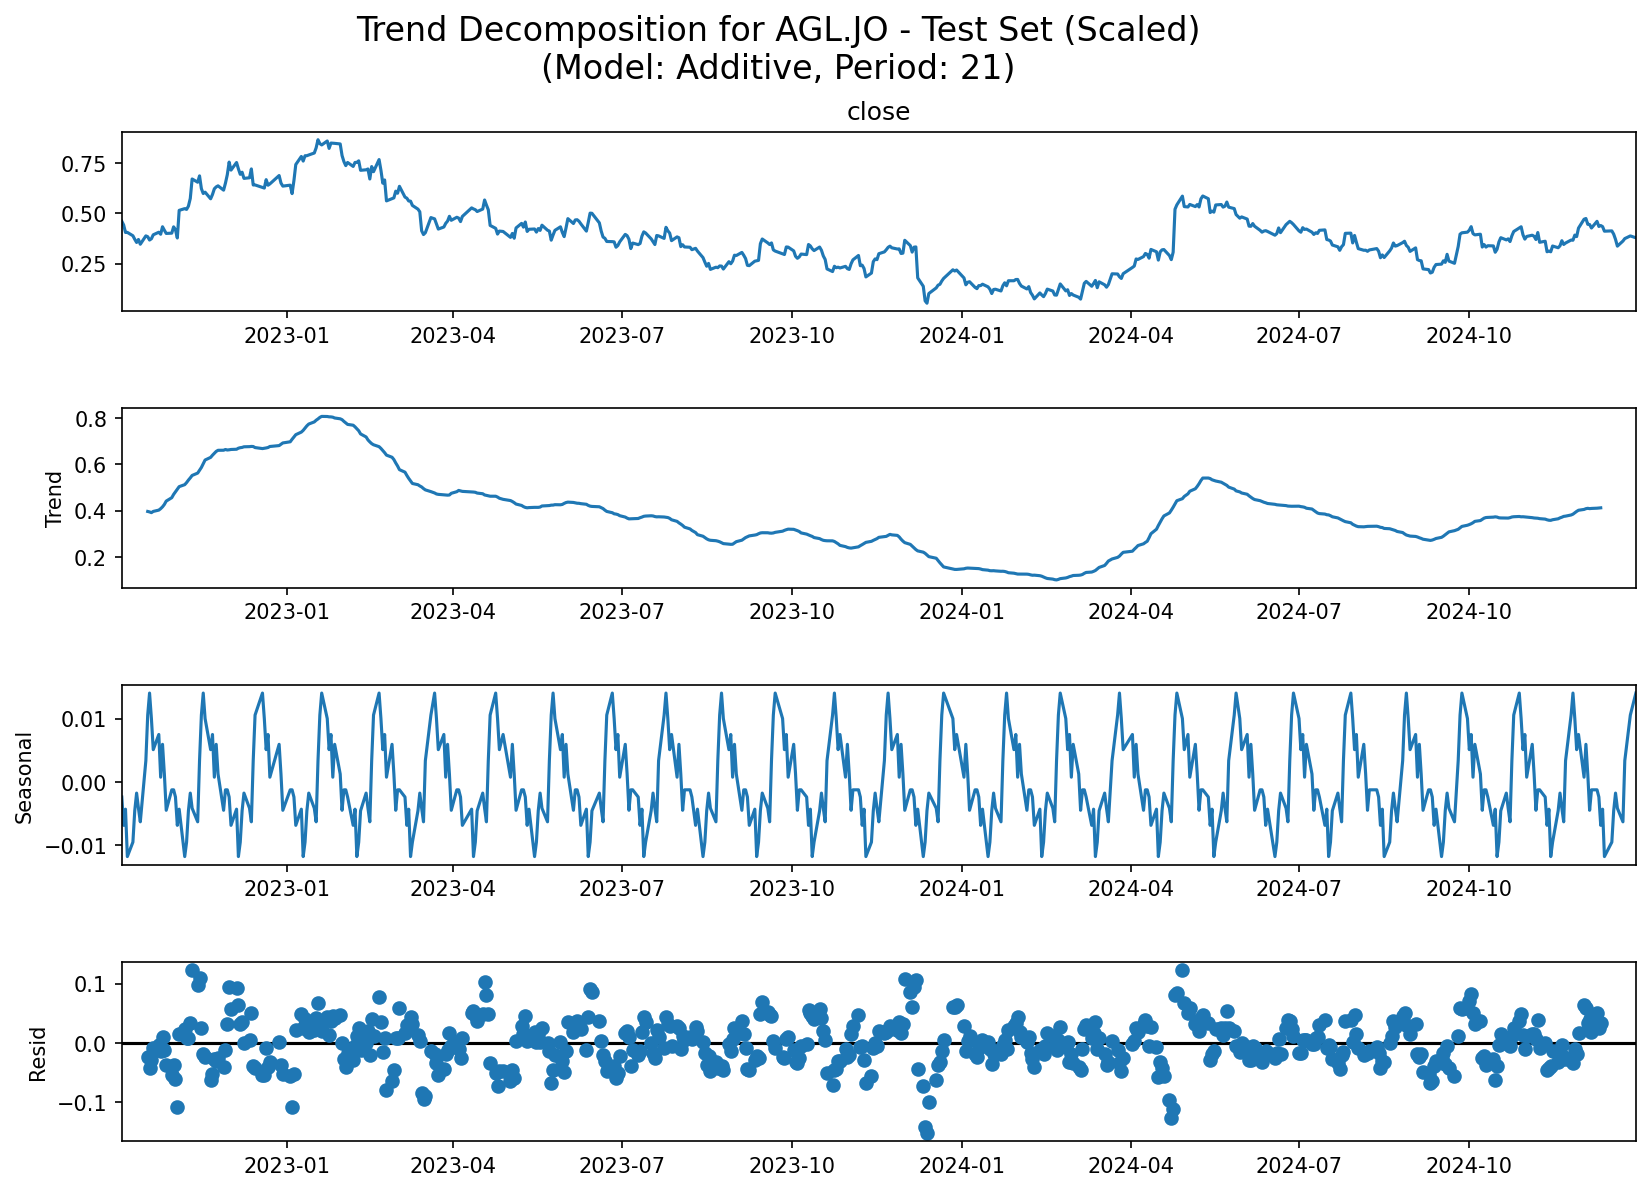 Trend Decomposition for AGL.JO - Test Set (Scaled)
(Model: Additive, Period: 21)
close
0.75
0.50
0.25
2023-01 2023-04 2023-07 2023-10 2024-01 2024-04 2024-07 2024-10
Trend
0.8
0.6
0.4
0.2
2023-01 2023-04 2023-07 2023-10 2024-01 2024-04 2024-07 2024-10
Seasonal
0.01
0.00
−0.01
2023-01 2023-04 2023-07 2023-10 2024-01 2024-04 2024-07 2024-10
Resid
0.1
0.0
−0.1
2023-01 2023-04 2023-07 2023-10 2024-01 2024-04 2024-07 2024-10